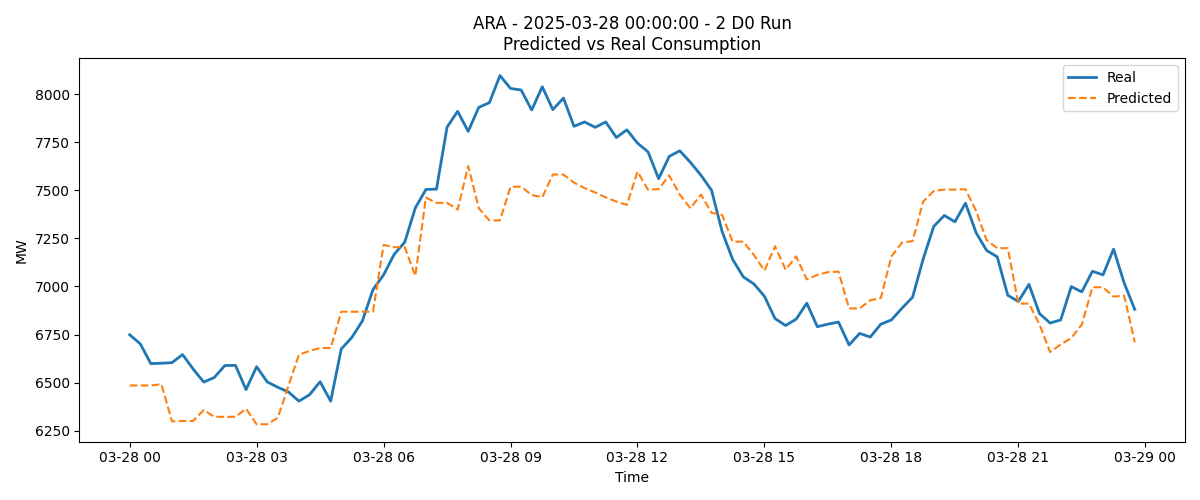 ARA - 2025-03-28 00:00:00 - 2 D0 Run
Predicted vs Real Consumption
Real
Predicted
MW
8000
7750
7500
7250
7000
6750
6500
6250
03-28 00
03-28 03
03-28 06
03-28 09
03-28 12
03-28 15
03-28 18
03-28 21
03-29 00
Time